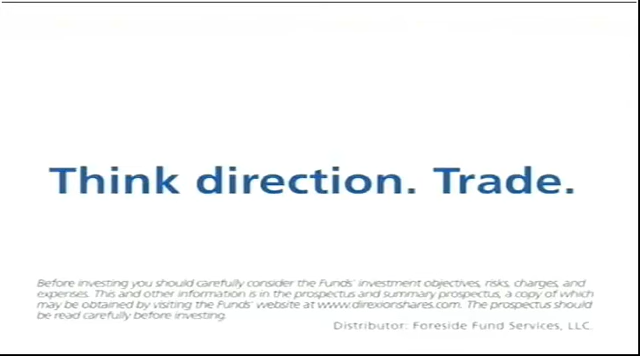 Think direction. Trade.
Before investing you should carefully consider the Funds' investment objectives, risks, charges, and
expenses. This and other information is in the prospectus and summary prospectus, a copy of which
may be obtained by visiting the Funds' website at www.direxionshares.com. The prospectus should
be read carefully before investing.
Distributor: Foreside Fund Services, LLC.